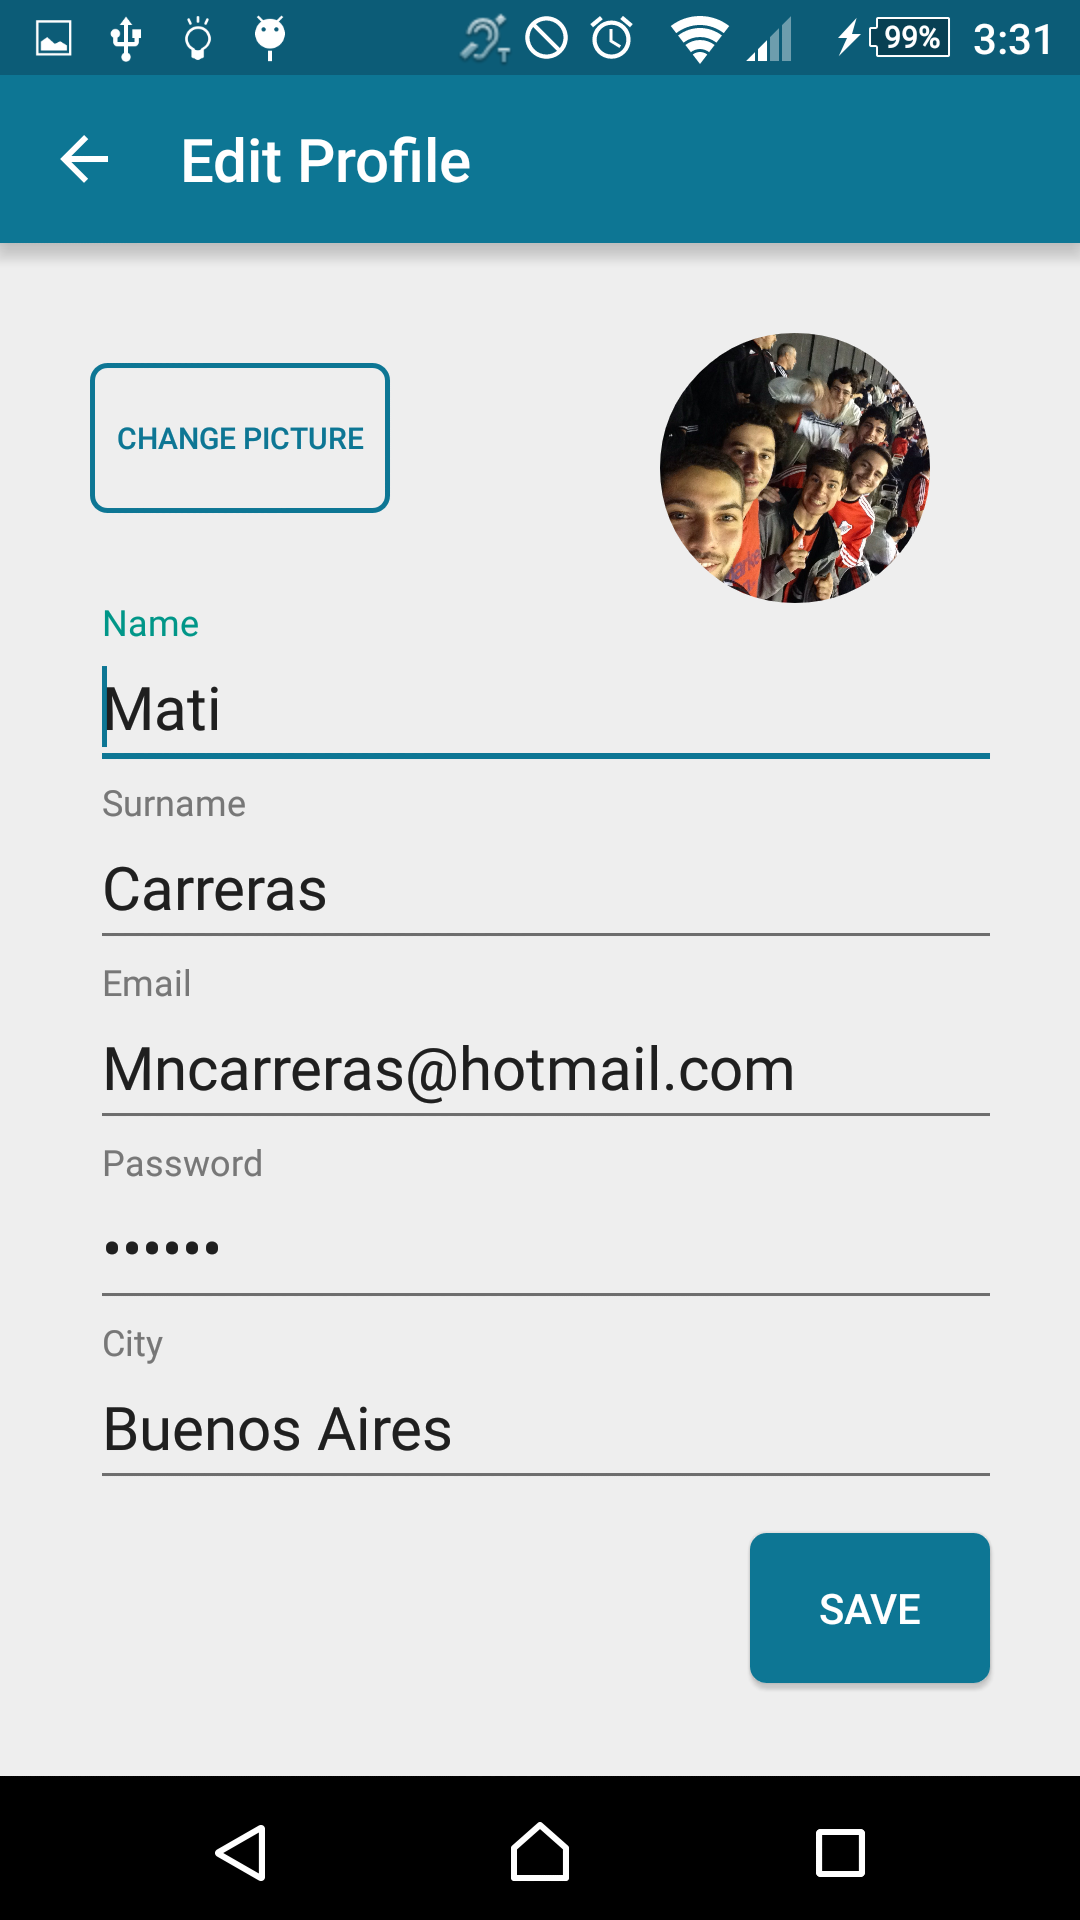 99% 3:31
Edit Profile
CHANGE PICTURE
Name
Mati
Surname
Carreras
Email
Mncarreras@hotmail.com
Password
••••••
City
Buenos Aires
SAVE